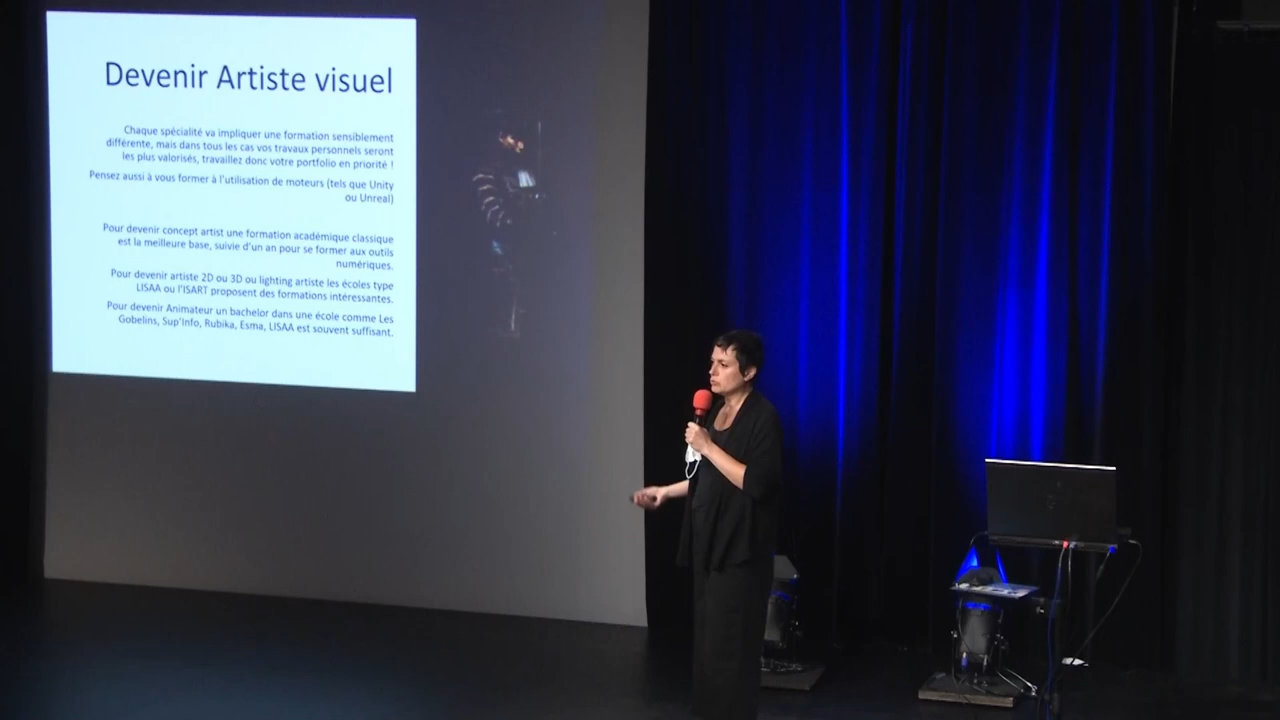 Devenir Artiste visuel
Chaque spécialité va impliquer une formation sensiblement
différente, mais dans tous les cas vos travaux personnels seront
les plus valorisés, travaillez donc votre portfolio en priorité !
Pensez aussi à vous former à l'utilisation de moteurs (tels que Unity
ou Unreal)
Pour devenir concept artist une formation académique classique
est la meilleure base, suivie d'un an pour se former aux outils
numériques.
Pour devenir artiste 2D ou 3D ou lighting artiste les écoles type
LISAA ou l'ISART proposent des formations intéressantes.
Pour devenir Animateur un bachelor dans une école comme Les
Gobelins, Sup'Info, Rubika, Esma, LISAA est souvent suffisant.